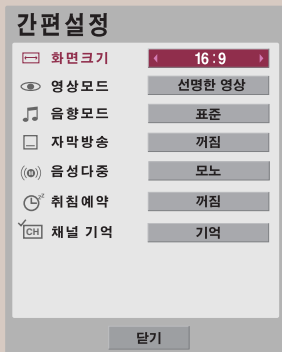 간편설정
화면크기 16:9
영상모드 선명한 영상
음향모드 표준
자막방송 꺼짐
음성다중 모노
취침예약 꺼짐
CH 채널 기억 기억
닫기